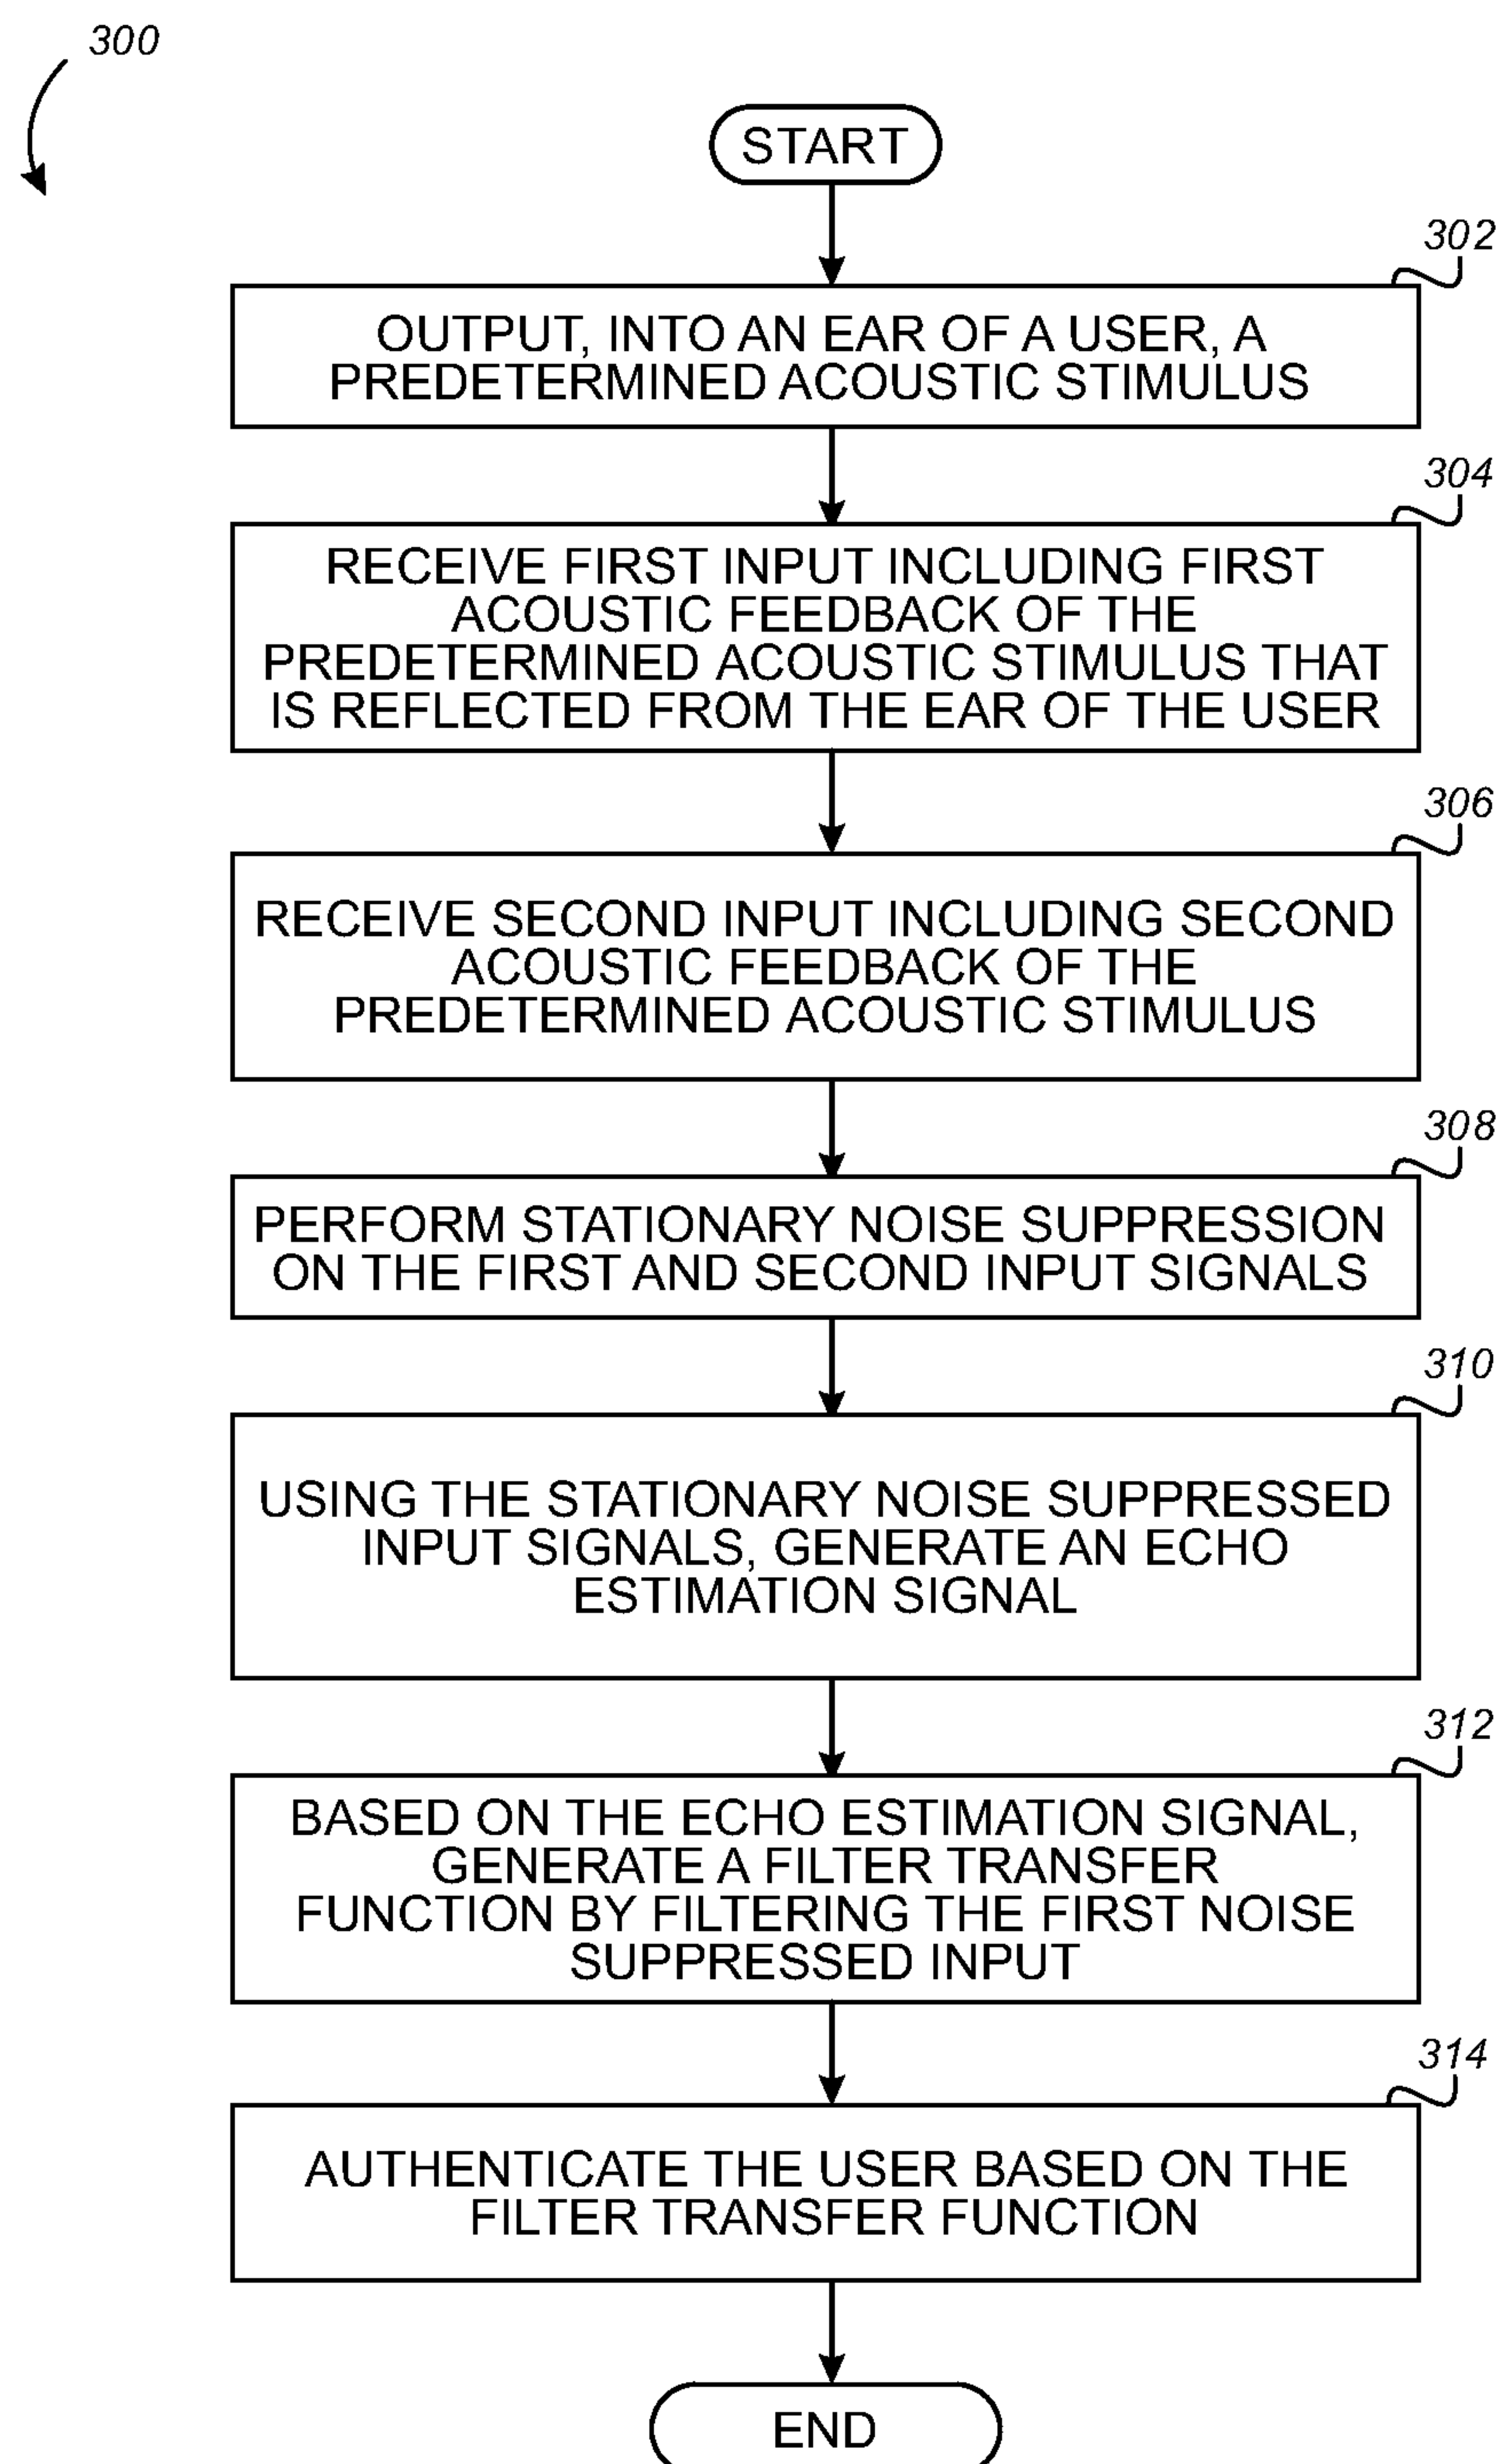 300
START
302
OUTPUT, INTO AN EAR OF A USER, A
PREDETERMINED ACOUSTIC STIMULUS
304
RECEIVE FIRST INPUT INCLUDING FIRST
ACOUSTIC FEEDBACK OF THE
PREDETERMINED ACOUSTIC STIMULUS THAT
IS REFLECTED FROM THE EAR OF THE USER
306
RECEIVE SECOND INPUT INCLUDING SECOND
ACOUSTIC FEEDBACK OF THE
PREDETERMINED ACOUSTIC STIMULUS
308
PERFORM STATIONARY NOISE SUPPRESSION
ON THE FIRST AND SECOND INPUT SIGNALS
310
USING THE STATIONARY NOISE SUPPRESSED
INPUT SIGNALS, GENERATE AN ECHO
ESTIMATION SIGNAL
312
BASED ON THE ECHO ESTIMATION SIGNAL,
GENERATE A FILTER TRANSFER
FUNCTION BY FILTERING THE FIRST NOISE
SUPPRESSED INPUT
314
AUTHENTICATE THE USER BASED ON THE
FILTER TRANSFER FUNCTION
END